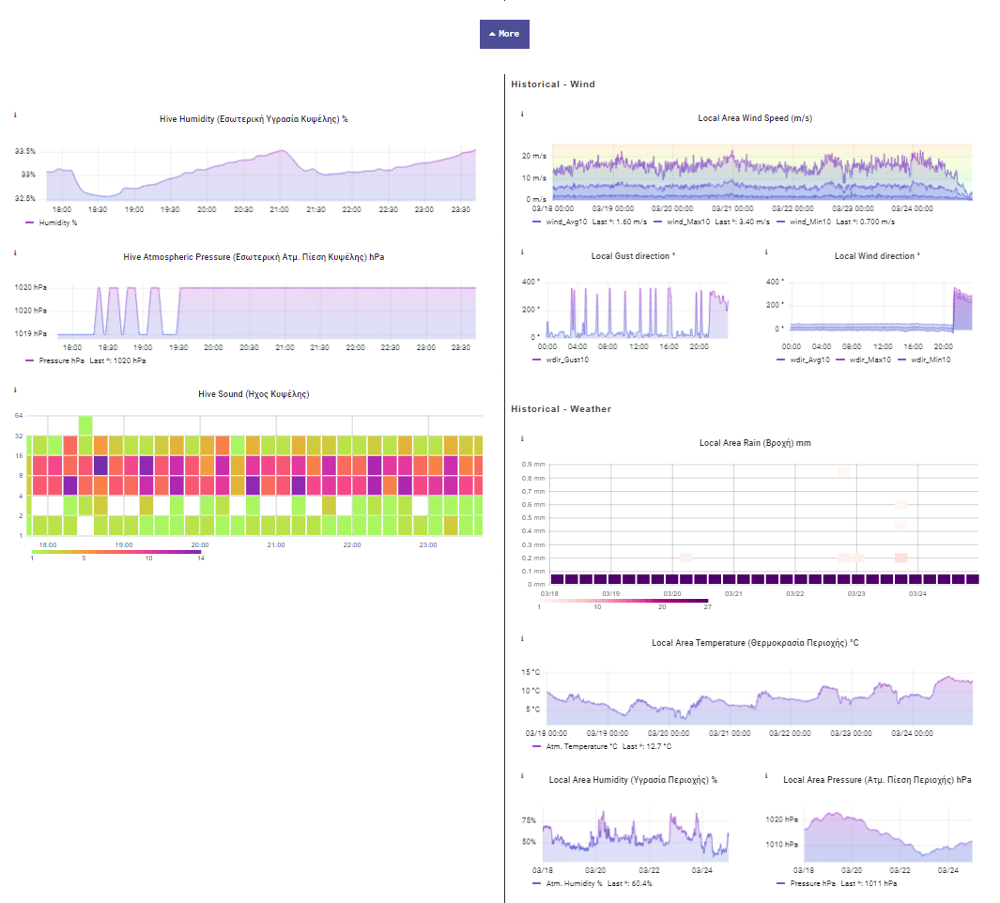 More
Hive Humidity (Εσωτερική Υγρασία Κυψέλης) %
33.5%
33%
32.5%
18:00 18:30 19:00 19:30 20:00 20:30 21:00 21:30 22:00 22:30 23:00 23:30
Humidity %
Hive Atmospheric Pressure (Εσωτερική Ατμ. Πίεση Κυψέλης) hPa
1020 hPa
1020 hPa
1019 hPa
18:00 18:30 19:00 19:30 20:00 20:30 21:00 21:30 22:00 22:30 23:00 23:30
Pressure hPa Last *: 1020 hPa
Hive Sound (Ήχος Κυψέλης)
64
32
16
8
4
2
1
18:00 19:00 20:00 21:00 22:00 23:00
1 5 10 14
Historical - Wind
Local Area Wind Speed (m/s)
20 m/s
10 m/s
0 m/s
03/18 00:00 03/19 00:00 03/20 00:00 03/21 00:00 03/22 00:00 03/23 00:00 03/24 00:00
wind_Avg10 Last *: 1.60 m/s wind_Max10 Last *: 3.40 m/s wind_Min10 Last *: 0.700 m/s
Local Gust direction °
400 °
200 °
0 °
00:00 04:00 08:00 12:00 16:00 20:00
wdir_Gust10
Local Wind direction °
400 °
200 °
0 °
00:00 04:00 08:00 12:00 16:00 20:00
wdir_Avg10 wdir_Max10 wdir_Min10
Historical - Weather
Local Area Rain (Βροχή) mm
0.9 mm
0.8 mm
0.7 mm
0.6 mm
0.5 mm
0.4 mm
0.3 mm
0.2 mm
0.1 mm
0 mm
03/18 03/19 03/20 03/21 03/22 03/23 03/24
1 10 20 27
Local Area Temperature (Θερμοκρασία Περιοχής) °C
15 °C
10 °C
5 °C
03/18 00:00 03/19 00:00 03/20 00:00 03/21 00:00 03/22 00:00 03/23 00:00 03/24 00:00
Atm. Temperature °C Last *: 12.7 °C
Local Area Humidity (Υγρασία Περιοχής) %
75%
50%
03/18 03/20 03/22 03/24
Atm. Humidity % Last *: 60.4%
Local Area Pressure (Ατμ. Πίεση Περιοχής) hPa
1020 hPa
1010 hPa
03/18 03/20 03/22 03/24
Pressure hPa Last *: 1011 hPa